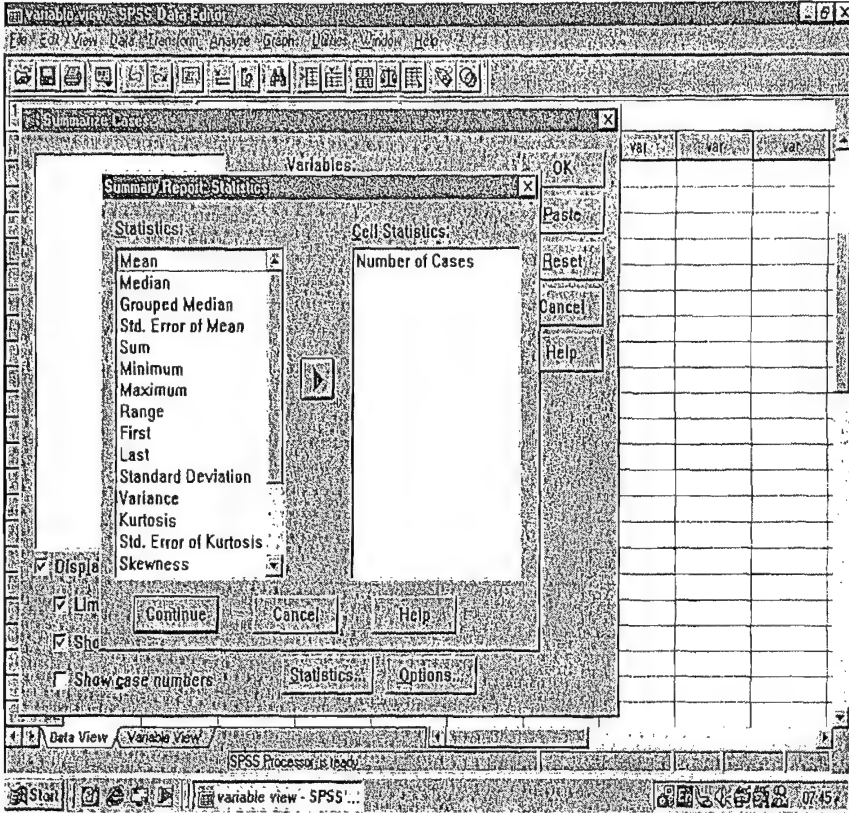 variable view - SPSS Data Editor
File Edit View Data Transform Analyze Graphs Utilities Window Help
Summarize Cases
var var var
Variables:
OK
Summary Report: Statistics
Paste
Statistics:
Cell Statistics:
Mean
Number of Cases
Reset
Median
Grouped Median
Cancel
Std. Error of Mean
Sum
Help
Minimum
Maximum
Range
First
Last
Standard Deviation
Variance
Kurtosis
Std. Error of Kurtosis
Skewness
Displa
Continue
Cancel
Help
Lim
Sho
Show case numbers
Statistics...
Options...
Data View
Variable View
SPSS Processor is ready
Start
variable view - SPSS ...
07:45